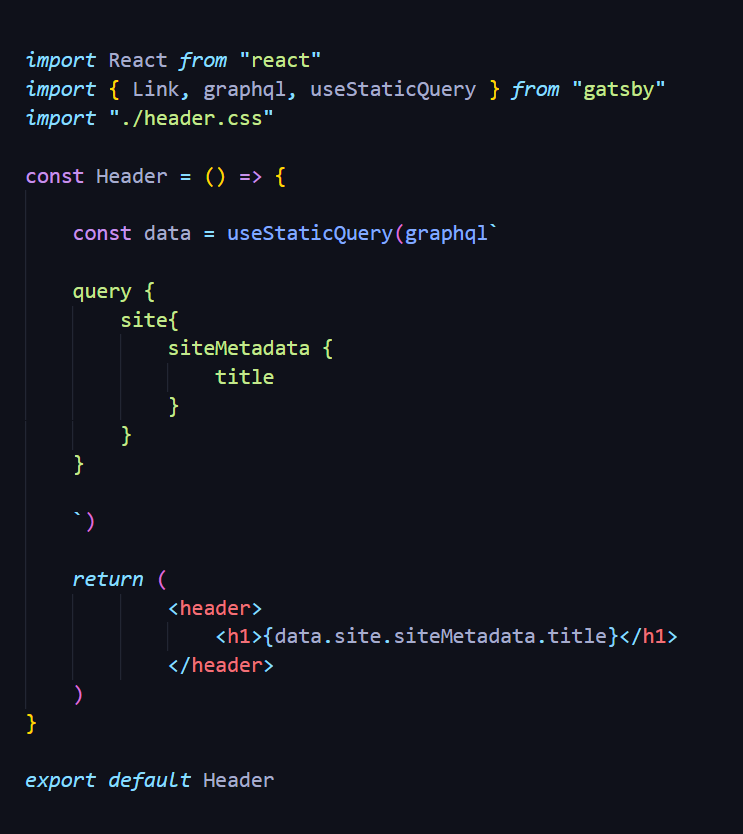 import React from "react"
import { Link, graphql, useStaticQuery } from "gatsby"
import "./header.css"

const Header = () => {

    const data = useStaticQuery(graphql`

    query {
        site{
            siteMetadata {
                title
            }
        }
    }

    `)

    return (
            <header>
                <h1>{data.site.siteMetadata.title}</h1>
            </header>
    )
}

export default Header